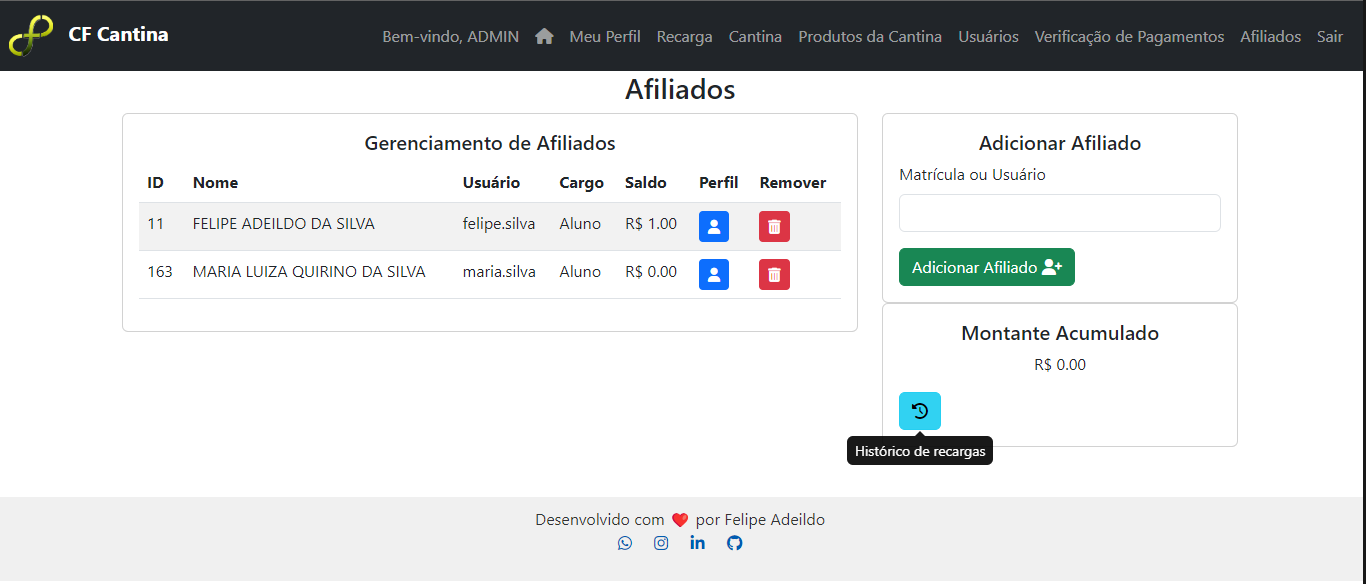 CF Cantina
Bem-vindo, ADMIN Meu Perfil Recarga Cantina Produtos da Cantina Usuários Verificação de Pagamentos Afiliados Sair
Afiliados
Gerenciamento de Afiliados
ID Nome Usuário Cargo Saldo Perfil Remover
11 FELIPE ADEILDO DA SILVA felipe.silva Aluno R$ 1.00
163 MARIA LUIZA QUIRINO DA SILVA maria.silva Aluno R$ 0.00
Adicionar Afiliado
Matrícula ou Usuário
Adicionar Afiliado
Montante Acumulado
R$ 0.00
Histórico de recargas
Desenvolvido com ❤️ por Felipe Adeildo